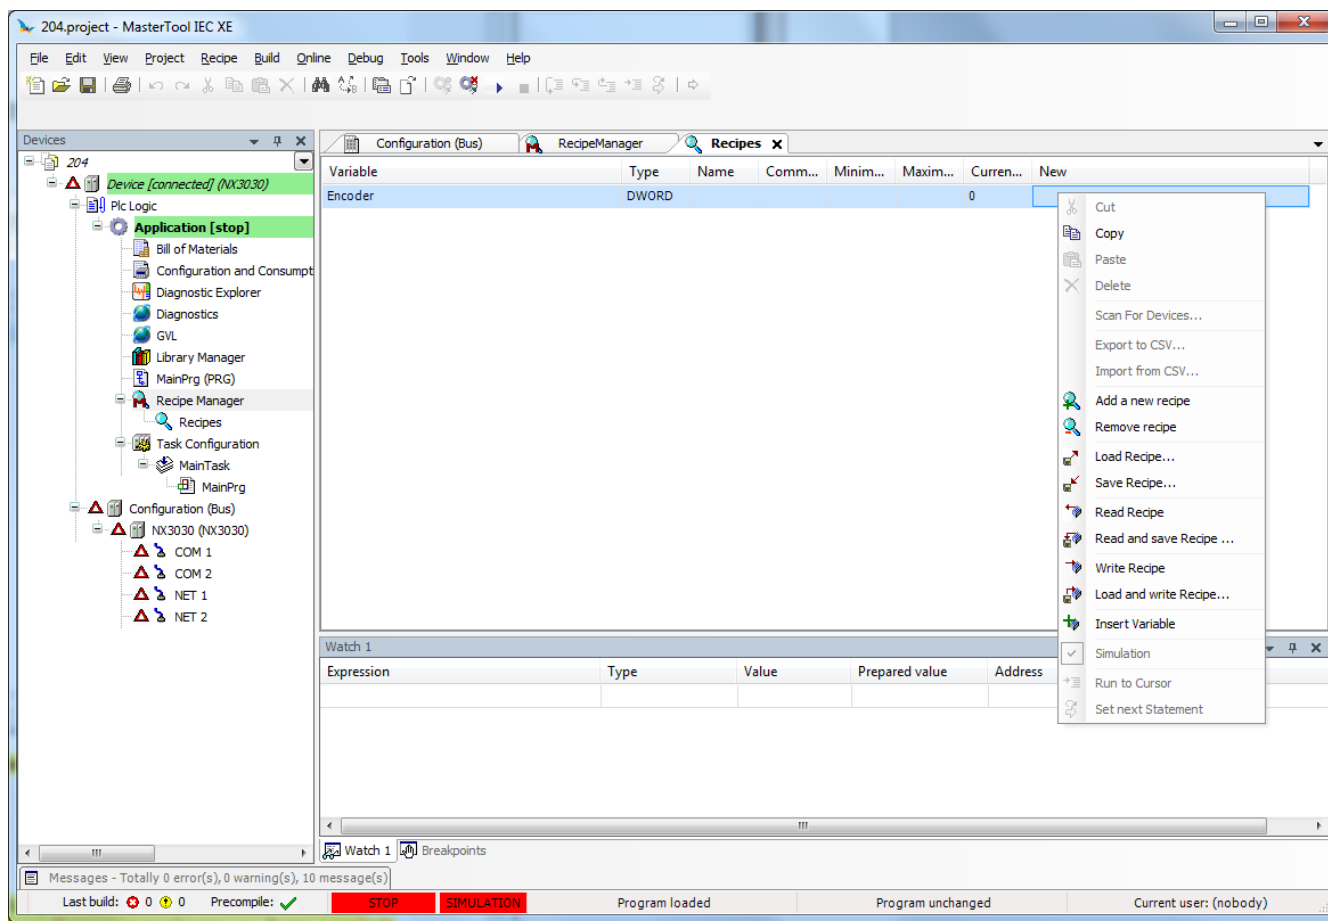 204.project - MasterTool IEC XE
File Edit View Project Recipe Build Online Debug Tools Window Help
Devices
204
Device [connected] (NX3030)
Plc Logic
Application [stop]
Bill of Materials
Configuration and Consumpt
Diagnostic Explorer
Diagnostics
GVL
Library Manager
MainPrg (PRG)
Recipe Manager
Recipes
Task Configuration
MainTask
MainPrg
Configuration (Bus)
NX3030 (NX3030)
COM 1
COM 2
NET 1
NET 2
Configuration (Bus) RecipeManager Recipes
Variable Type Name Comm... Minim... Maxim... Curren... New
Encoder DWORD 0
Cut
Copy
Paste
Delete
Scan For Devices...
Export to CSV...
Import from CSV...
Add a new recipe
Remove recipe
Load Recipe...
Save Recipe...
Read Recipe
Read and save Recipe ...
Write Recipe
Load and write Recipe...
Insert Variable
Simulation
Run to Cursor
Set next Statement
Watch 1
Expression Type Value Prepared value Address
Watch 1 Breakpoints
Messages - Totally 0 error(s), 0 warning(s), 10 message(s)
Last build: 0 0 Precompile: STOP SIMULATION Program loaded Program unchanged Current user: (nobody)